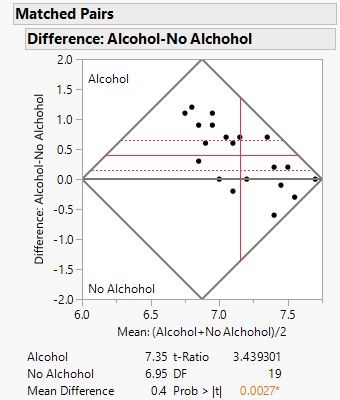 Matched Pairs
Difference: Alcohol-No Alchohol
2.0
Alcohol
1.5
1.0
0.5
0.0
-0.5
-1.0
-1.5
No Alchohol
-2.0
Difference: Alcohol-No Alchohol
6.0 6.5 7.0 7.5
Mean: (Alcohol+No Alchohol)/2
Alcohol 7.35 t-Ratio 3.439301
No Alchohol 6.95 DF 19
Mean Difference 0.4 Prob > |t| 0.0027*